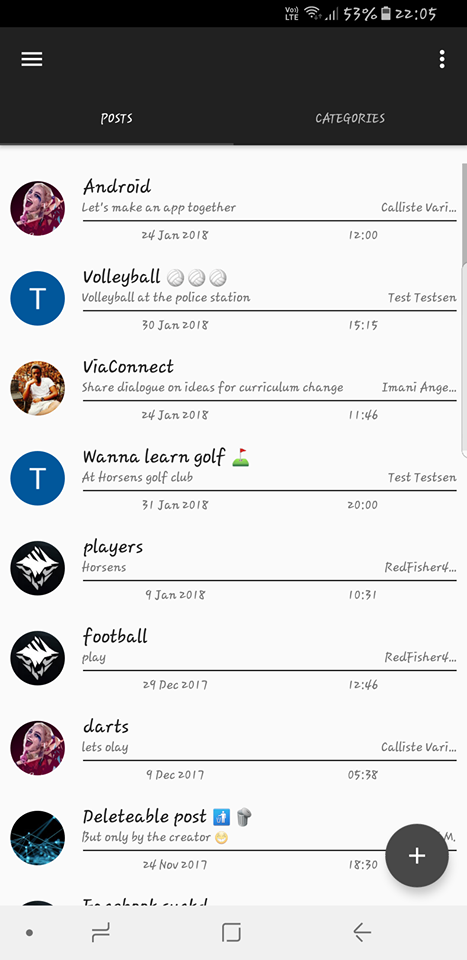 Vo)) LTE 53% 22:05
POSTS CATEGORIES
Android
Let's make an app together Calliste Vari...
24 Jan 2018 12:00
Volleyball 🏐🏐🏐
Volleyball at the police station Test Testsen
30 Jan 2018 15:15
ViaConnect
Share dialogue on ideas for curriculum change Imani Ange...
24 Jan 2018 11:46
Wanna learn golf ⛳
At Horsens golf club Test Testsen
31 Jan 2018 20:00
players
Horsens RedFisher4...
9 Jan 2018 10:31
football
play RedFisher4...
29 Dec 2017 12:46
darts
lets olay Calliste Vari...
9 Dec 2017 05:38
Deleteable post 🚮🗑
But only by the creator 😁 M.
24 Nov 2017 18:30